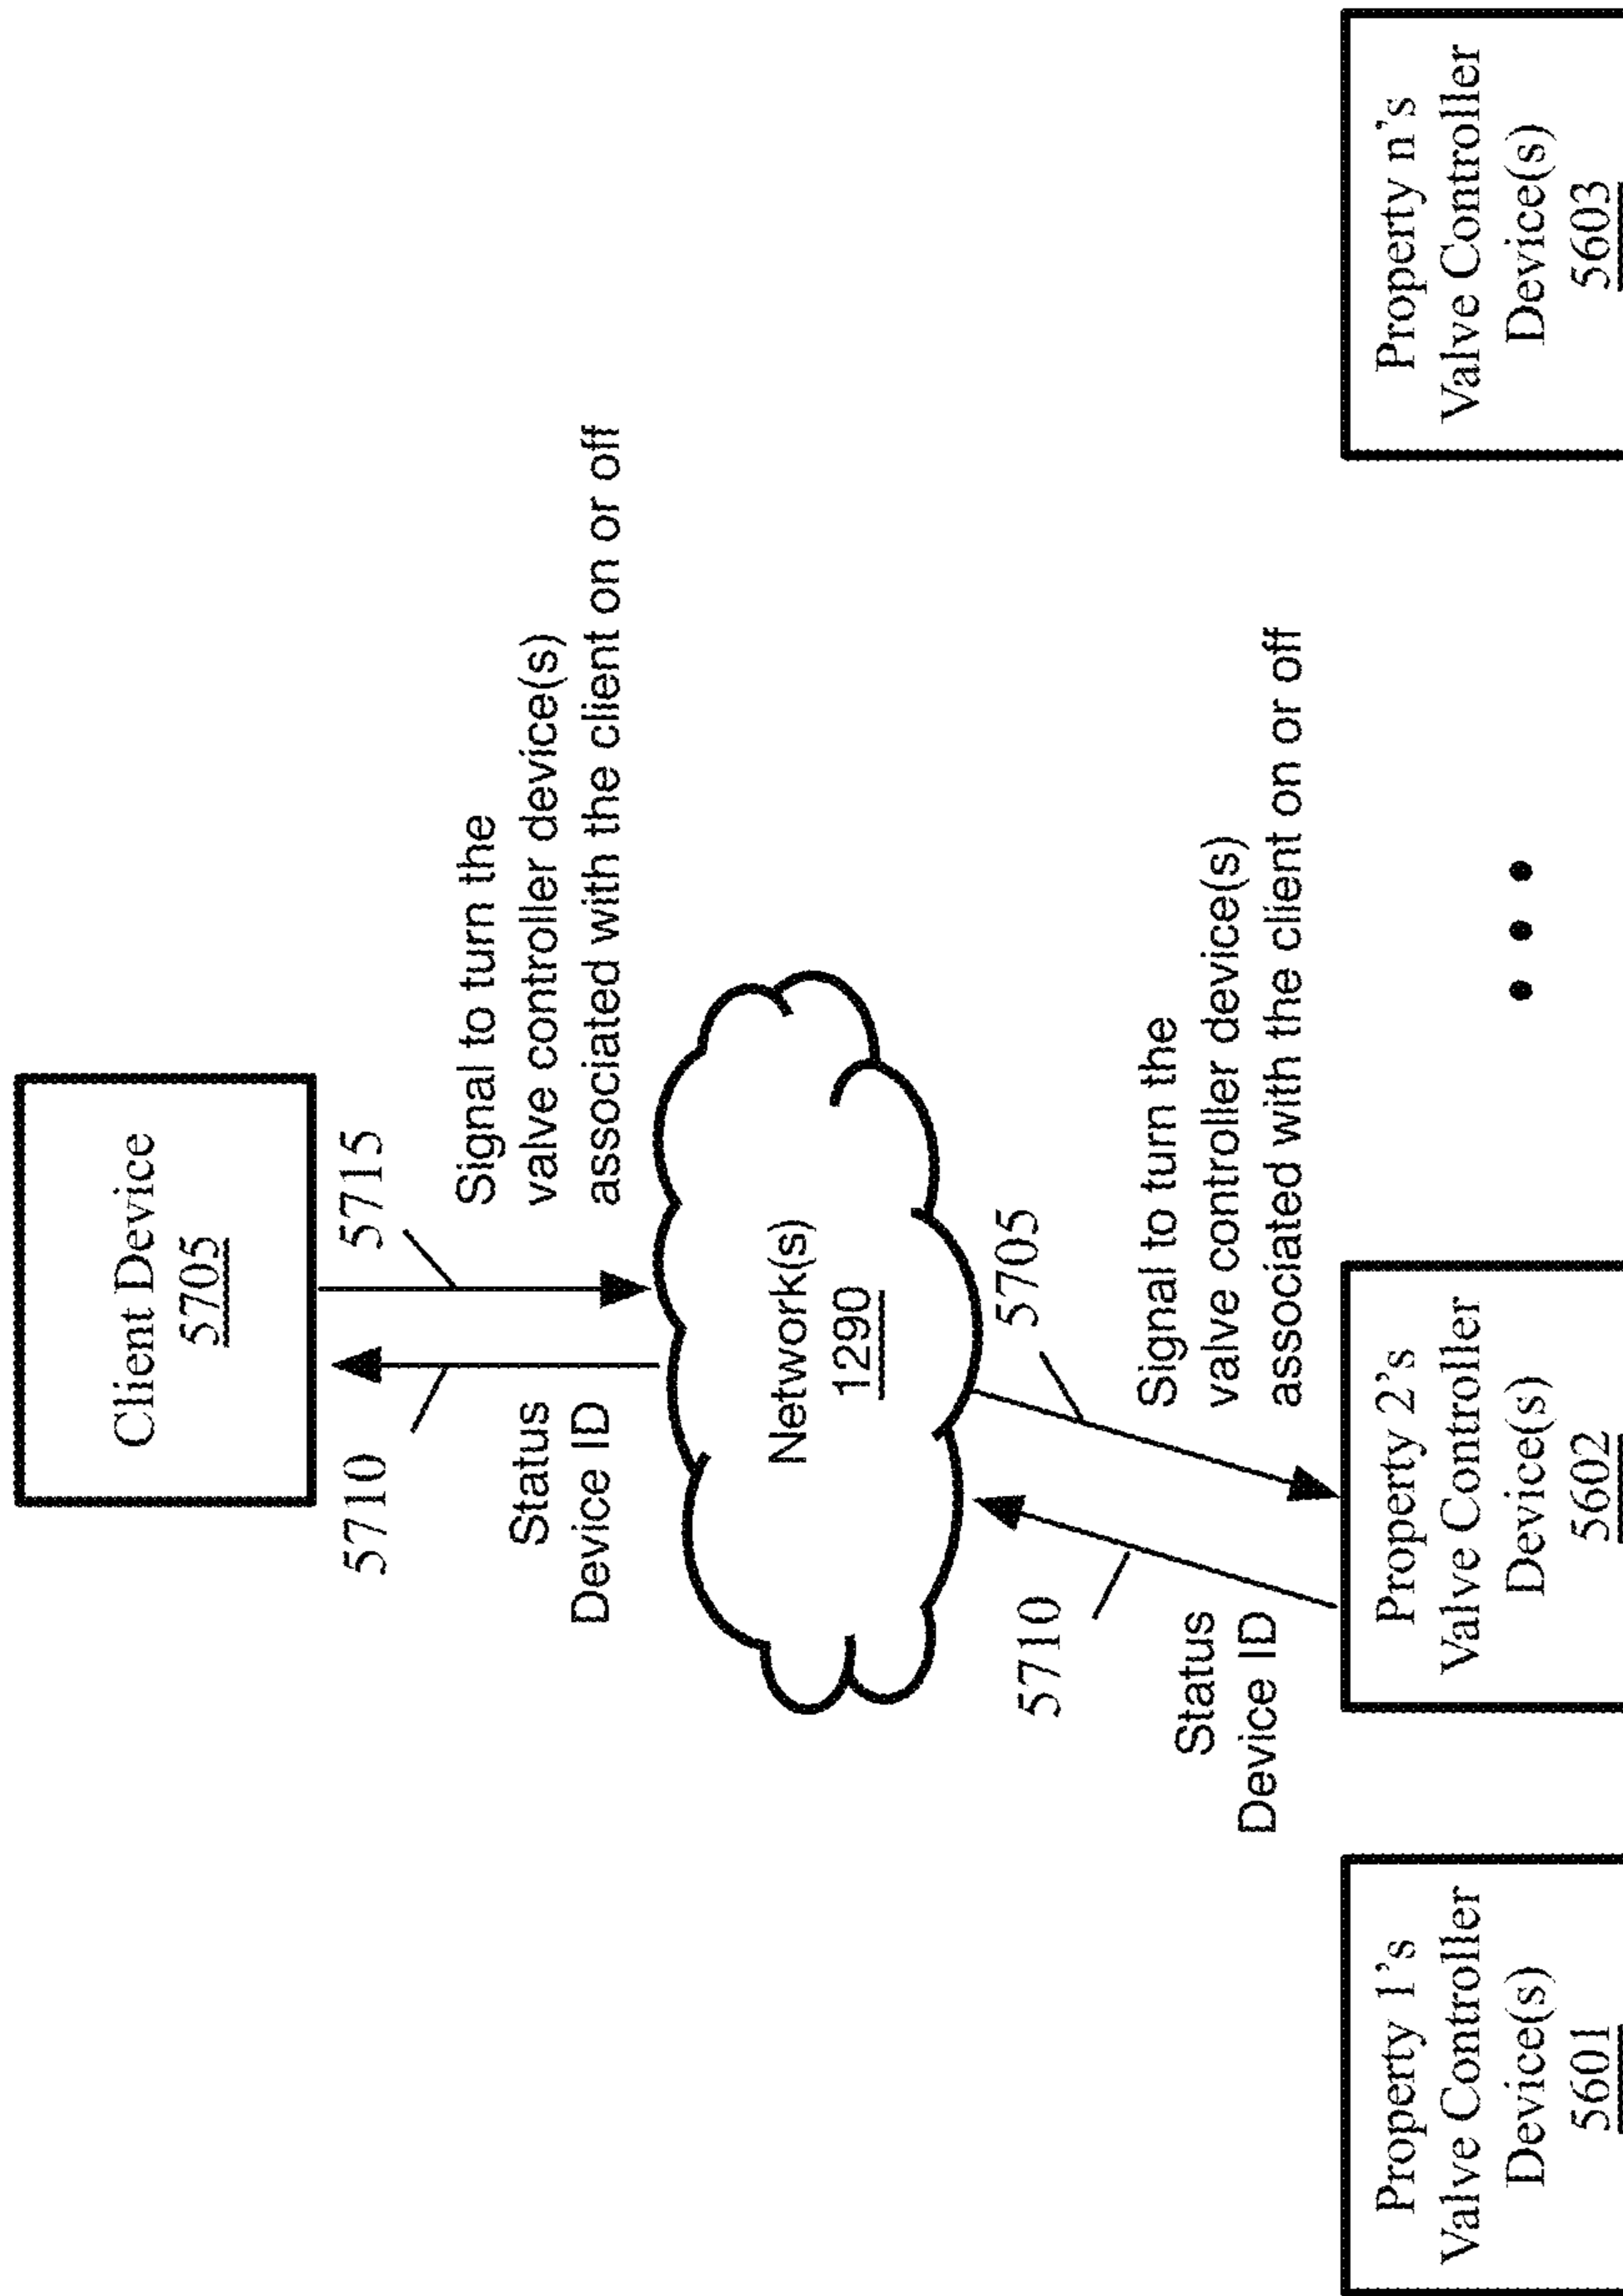 Client Device
5705
5710
5715
Status
Device ID
Signal to turn the
valve controller device(s)
associated with the client on or off
Network(s)
1290
5710
5705
Status
Device ID
Signal to turn the
valve controller device(s)
associated with the client on or off
Property 1's
Valve Controller
Device(s)
5601
Property 2's
Valve Controller
Device(s)
5602
Property n's
Valve Controller
Device(s)
5603